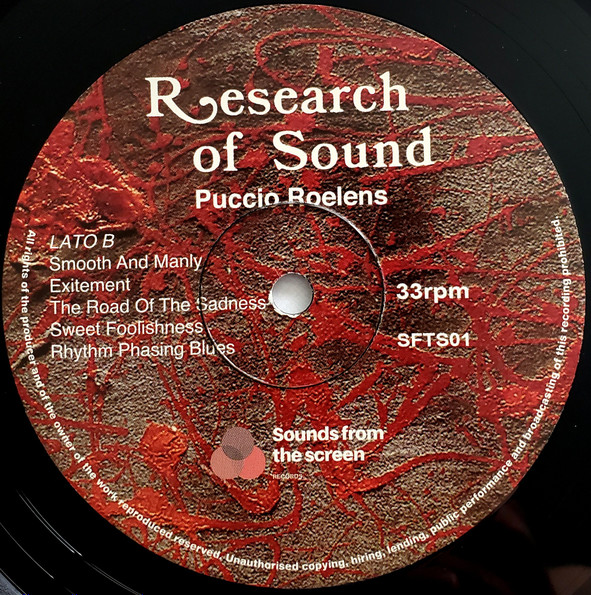 Research
of Sound
Puccio Roelens
LATO B
Smooth And Manly
Exitement
The Road Of The Sadness
Sweet Foolishness
Rhythm Phasing Blues
33rpm
SFTS01
Sounds from
the screen
RECORDS
All rights of the producer and of the owner of the work reproduced reserved. Unauthorised copying, hiring, lending, public performance and broadcasting of this recording prohibited.